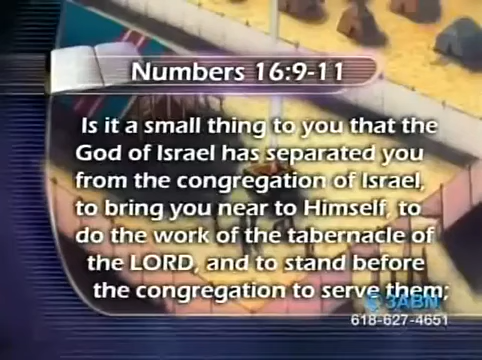 Numbers 16:9-11
Is it a small thing to you that the
God of Israel has separated you
from the congregation of Israel,
to bring you near to Himself, to
do the work of the tabernacle of
the LORD, and to stand before
the congregation to serve them;
3ABN
618-627-4651